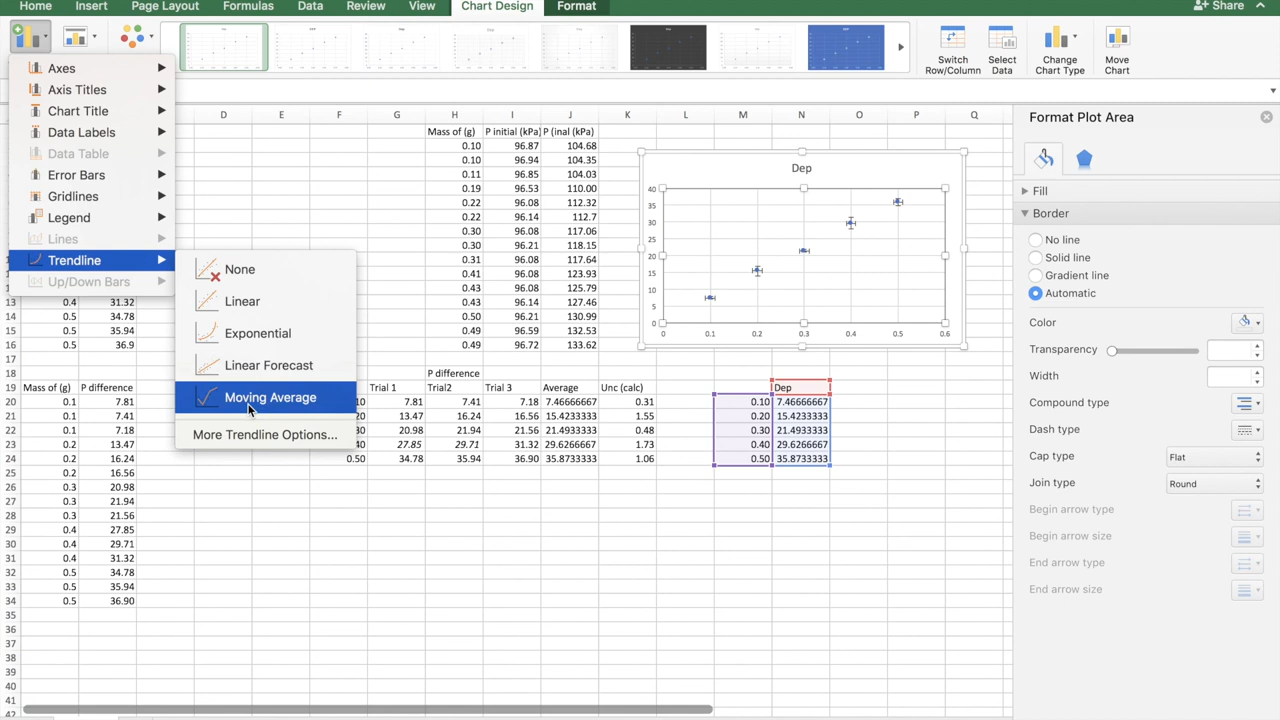 Home Insert Page Layout Formulas Data Review View Chart Design Format Share
Switch Row/Column
Select Data
Change Chart Type
Move Chart
Axes
Axis Titles
Chart Title
Data Labels
Data Table
Error Bars
Gridlines
Legend
Lines
Trendline
Up/Down Bars
None
Linear
Exponential
Linear Forecast
Moving Average
More Trendline Options...
D E F G H I J K L M N O P Q
Mass of (g) P initial (kPa) P (inal (kPa)
0.10 96.87 104.68
0.10 96.94 104.35
0.11 96.85 104.03
0.19 96.53 110.00
0.22 96.08 112.32
0.22 96.14 112.7
0.30 96.08 117.06
0.30 96.21 118.15
0.31 96.08 117.64
0.41 96.08 123.93
0.43 96.08 125.79
13 0.4 31.32 0.43 96.14 127.46
14 0.5 34.78 0.50 96.21 130.99
15 0.5 35.94 0.49 96.59 132.53
16 0.5 36.9 0.49 96.72 133.62
17
18 P difference
19 Mass of (g) P difference Trial 1 Trial2 Trial 3 Average Unc (calc) Dep
20 0.1 7.81 0.10 7.81 7.41 7.18 7.46666667 0.31 0.10 7.46666667
21 0.1 7.41 20 13.47 16.24 16.56 15.4233333 1.55 0.20 15.4233333
22 0.1 7.18 30 20.98 21.94 21.56 21.4933333 0.48 0.30 21.4933333
23 0.2 13.47 40 27.85 29.71 31.32 29.6266667 1.73 0.40 29.6266667
24 0.2 16.24 0.50 34.78 35.94 36.90 35.8733333 1.06 0.50 35.8733333
25 0.2 16.56
26 0.3 20.98
27 0.3 21.94
28 0.3 21.56
29 0.4 27.85
30 0.4 29.71
31 0.4 31.32
32 0.5 34.78
33 0.5 35.94
34 0.5 36.90
35
36
37
38
39
40
41
42
Dep
40
35
30
25
20
15
10
5
0
0 0.1 0.2 0.3 0.4 0.5 0.6
Format Plot Area
Fill
Border
No line
Solid line
Gradient line
Automatic
Color
Transparency
Width
Compound type
Dash type
Cap type Flat
Join type Round
Begin arrow type
Begin arrow size
End arrow type
End arrow size